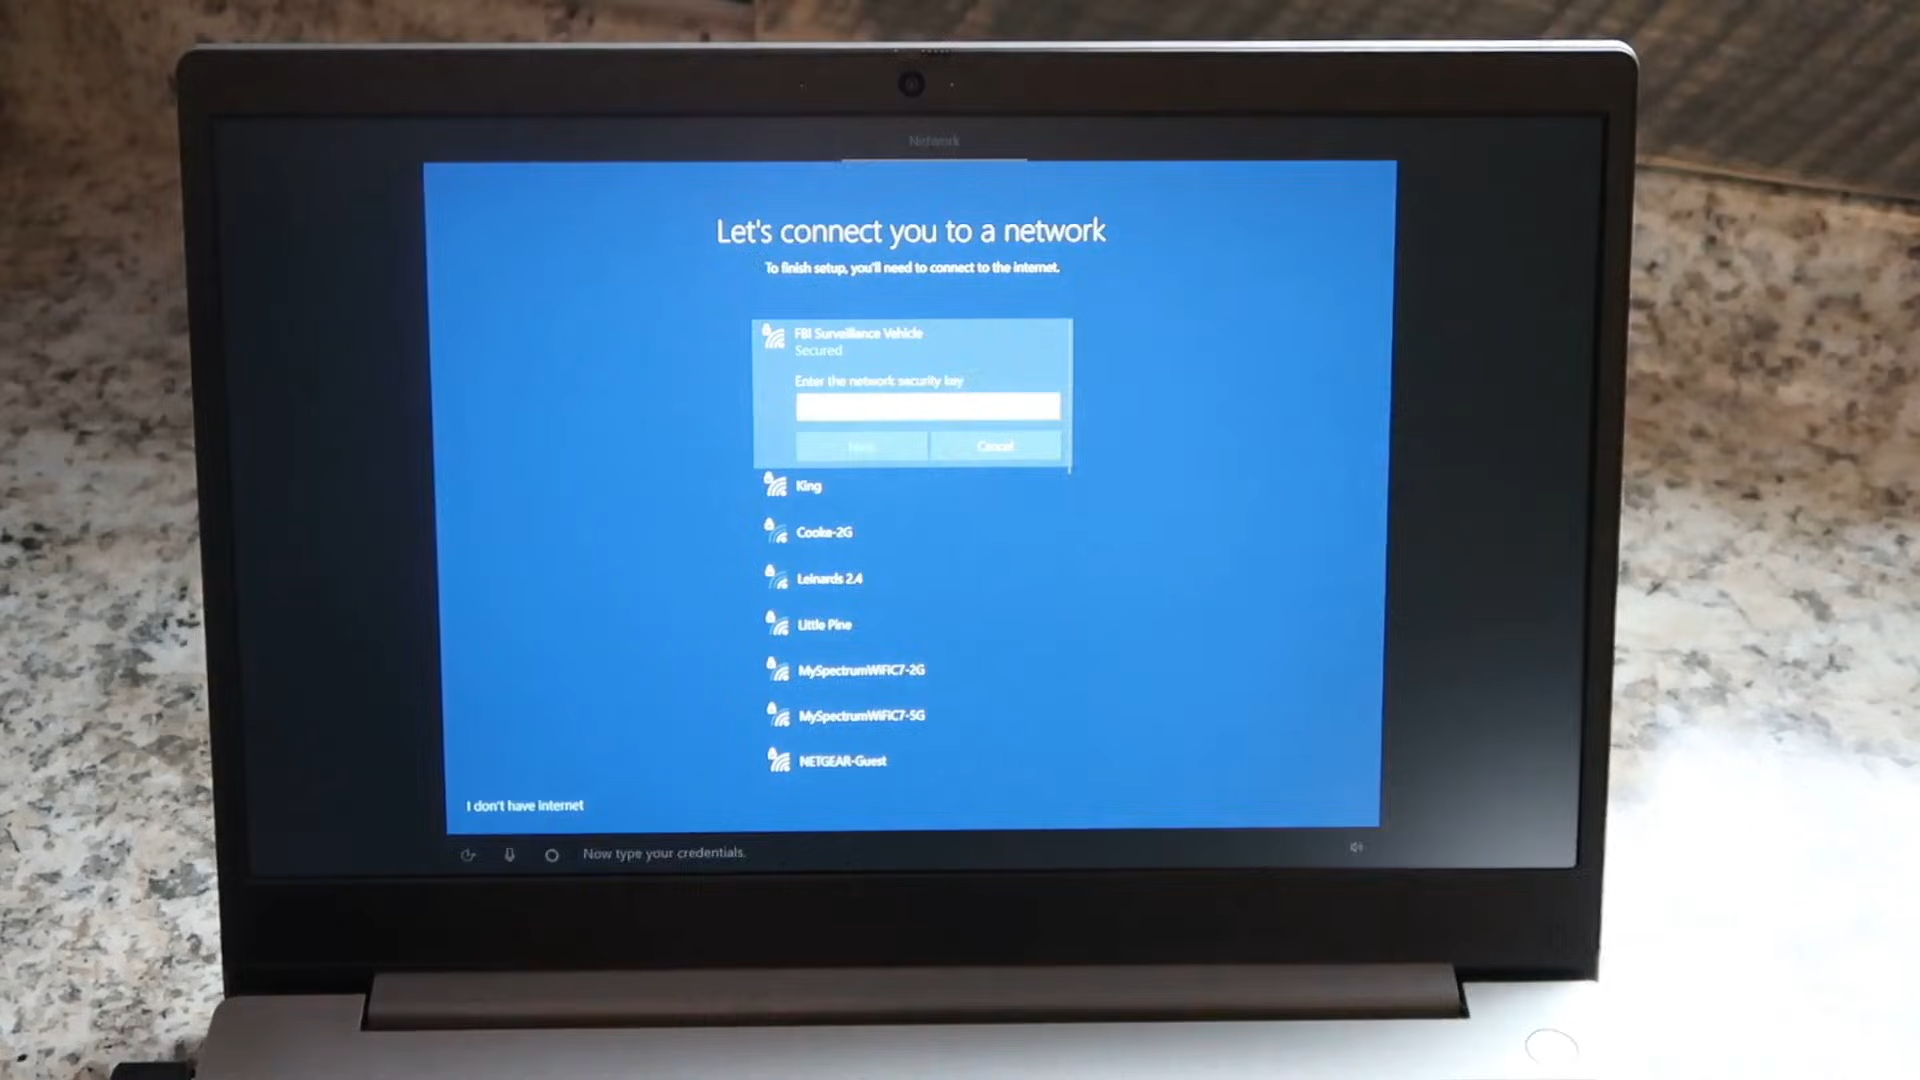 Network
Let's connect you to a network
To finish setup, you'll need to connect to the internet.
FBI Surveillance Vehicle
Secured
Enter the network security key
Next Cancel
King
Cooke-2G
Leinards 2.4
Little Pine
MySpectrumWiFiC7-2G
MySpectrumWiFiC7-5G
NETGEAR-Guest
I don't have internet
Now type your credentials.